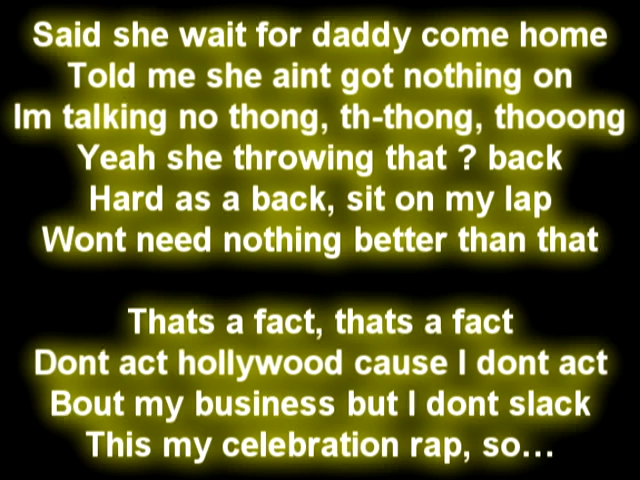 Said she wait for daddy come home
Told me she aint got nothing on
Im talking no thong, th-thong, thooong
Yeah she throwing that ? back
Hard as a back, sit on my lap
Wont need nothing better than that
Thats a fact, thats a fact
Dont act hollywood cause I dont act
Bout my business but I dont slack
This my celebration rap, so...